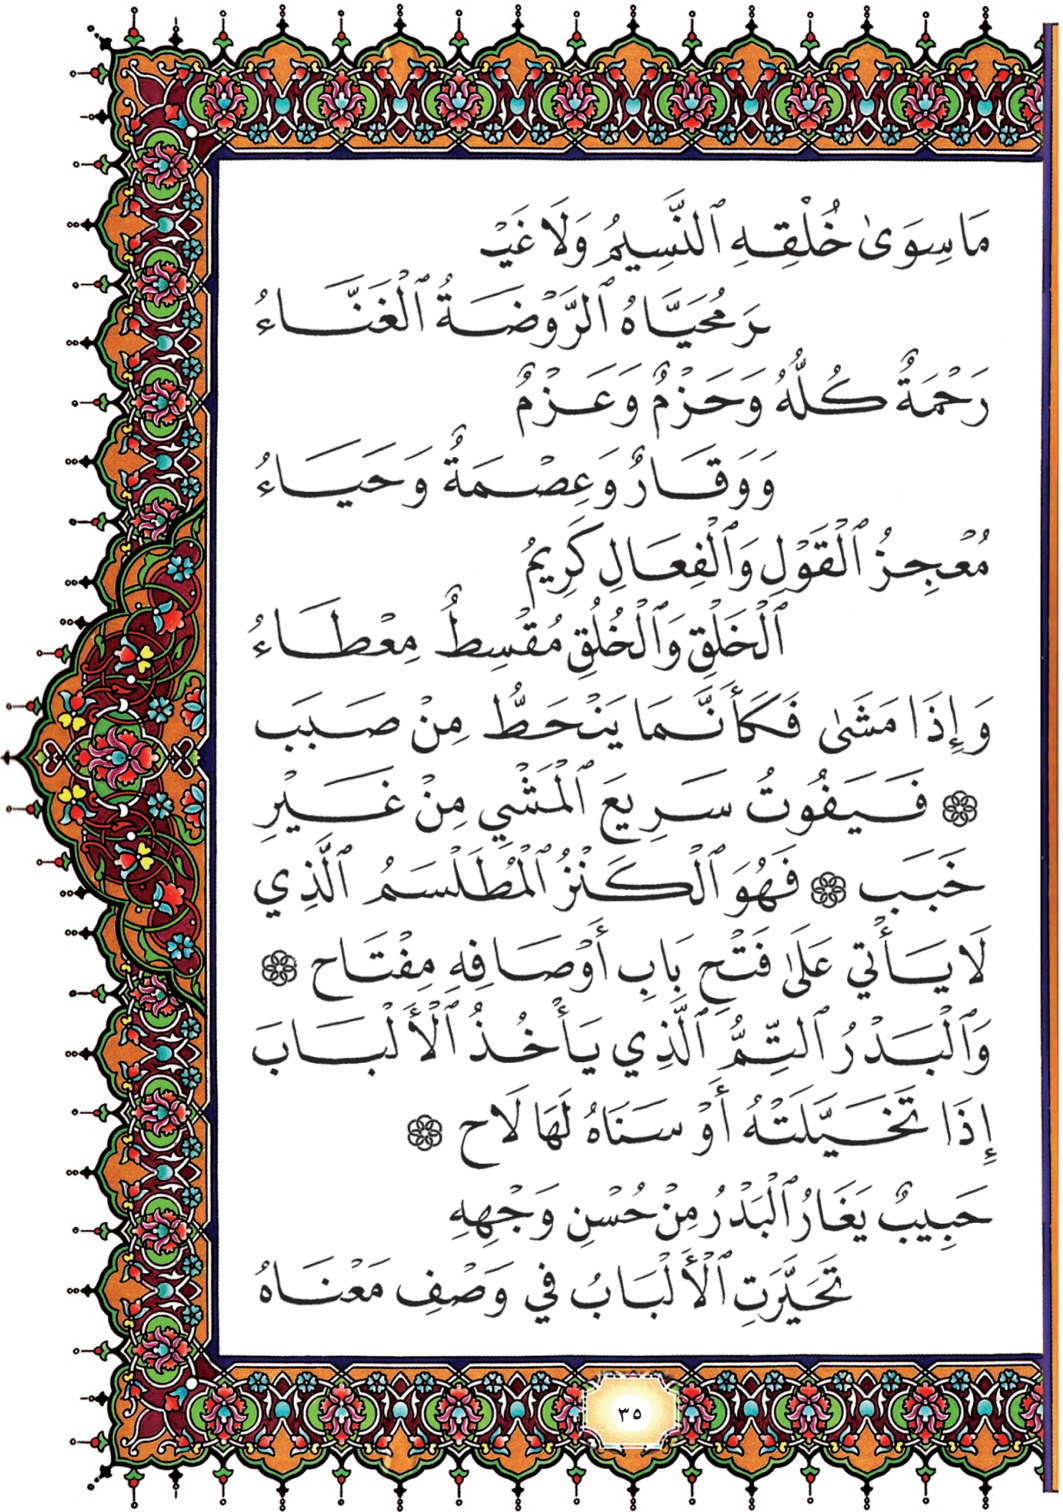 مَا سِوَىٰ خُلْقِهِ ٱلنَّسِيمُ وَلَا غَيْـ
ـرَ مُحَيَّاهُ ٱلرَّوْضَةُ ٱلْغَنَّاءُ
رَحْمَةٌ كُلُّهُ وَحَزْمٌ وَعَزْمٌ
وَوَقَارٌ وَعِصْمَةٌ وَحَيَاءُ
مُعْجِزُ ٱلْقَوْلِ وَٱلْفِعَالِ كَرِيمُ
ٱلْخَلْقِ وَٱلْخُلُقِ مُقْسِطٌ مِعْطَاءُ
وَإِذَا مَشَىٰ فَكَأَنَّمَا يَنْحَطُّ مِنْ صَبَبَ
۞ فَيَفُوتُ سَرِيعَ ٱلْمَشْيِ مِنْ غَيْرِ
خَبَبَ ۞ فَهُوَ ٱلْكَنْزُ ٱلْمُطَلْسَمُ ٱلَّذِي
لَا يَأْتِي عَلَىٰ فَتْحِ بَابِ أَوْصَافِهِ مِفْتَاح ۞
وَٱلْبَدْرُ ٱلتِّمُّ ٱلَّذِي يَأْخُذُ ٱلْأَلْبَابَ
إِذَا تَخَيَّلَتْهُ أَوْ سَنَاهُ لَهَا لَاح ۞
حَبِيبٌ يَغَارُ ٱلْبَدْرُ مِنْ حُسْنِ وَجْهِهِ
تَحَيَّرَتِ ٱلْأَلْبَابُ فِي وَصْفِ مَعْنَاهُ
٣٥